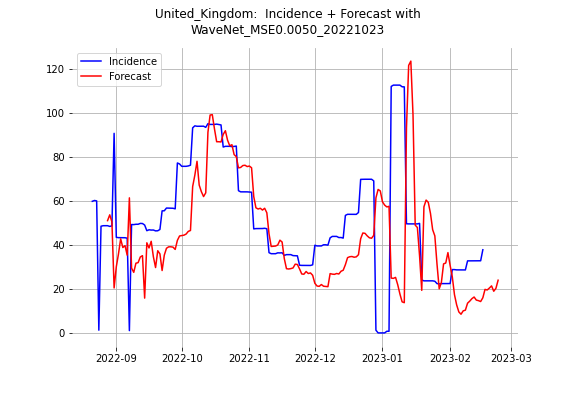 United_Kingdom:  Incidence + Forecast with
WaveNet_MSE0.0050_20221023
Incidence
Forecast
120
100
80
60
40
20
0
2022-09 2022-10 2022-11 2022-12 2023-01 2023-02 2023-03